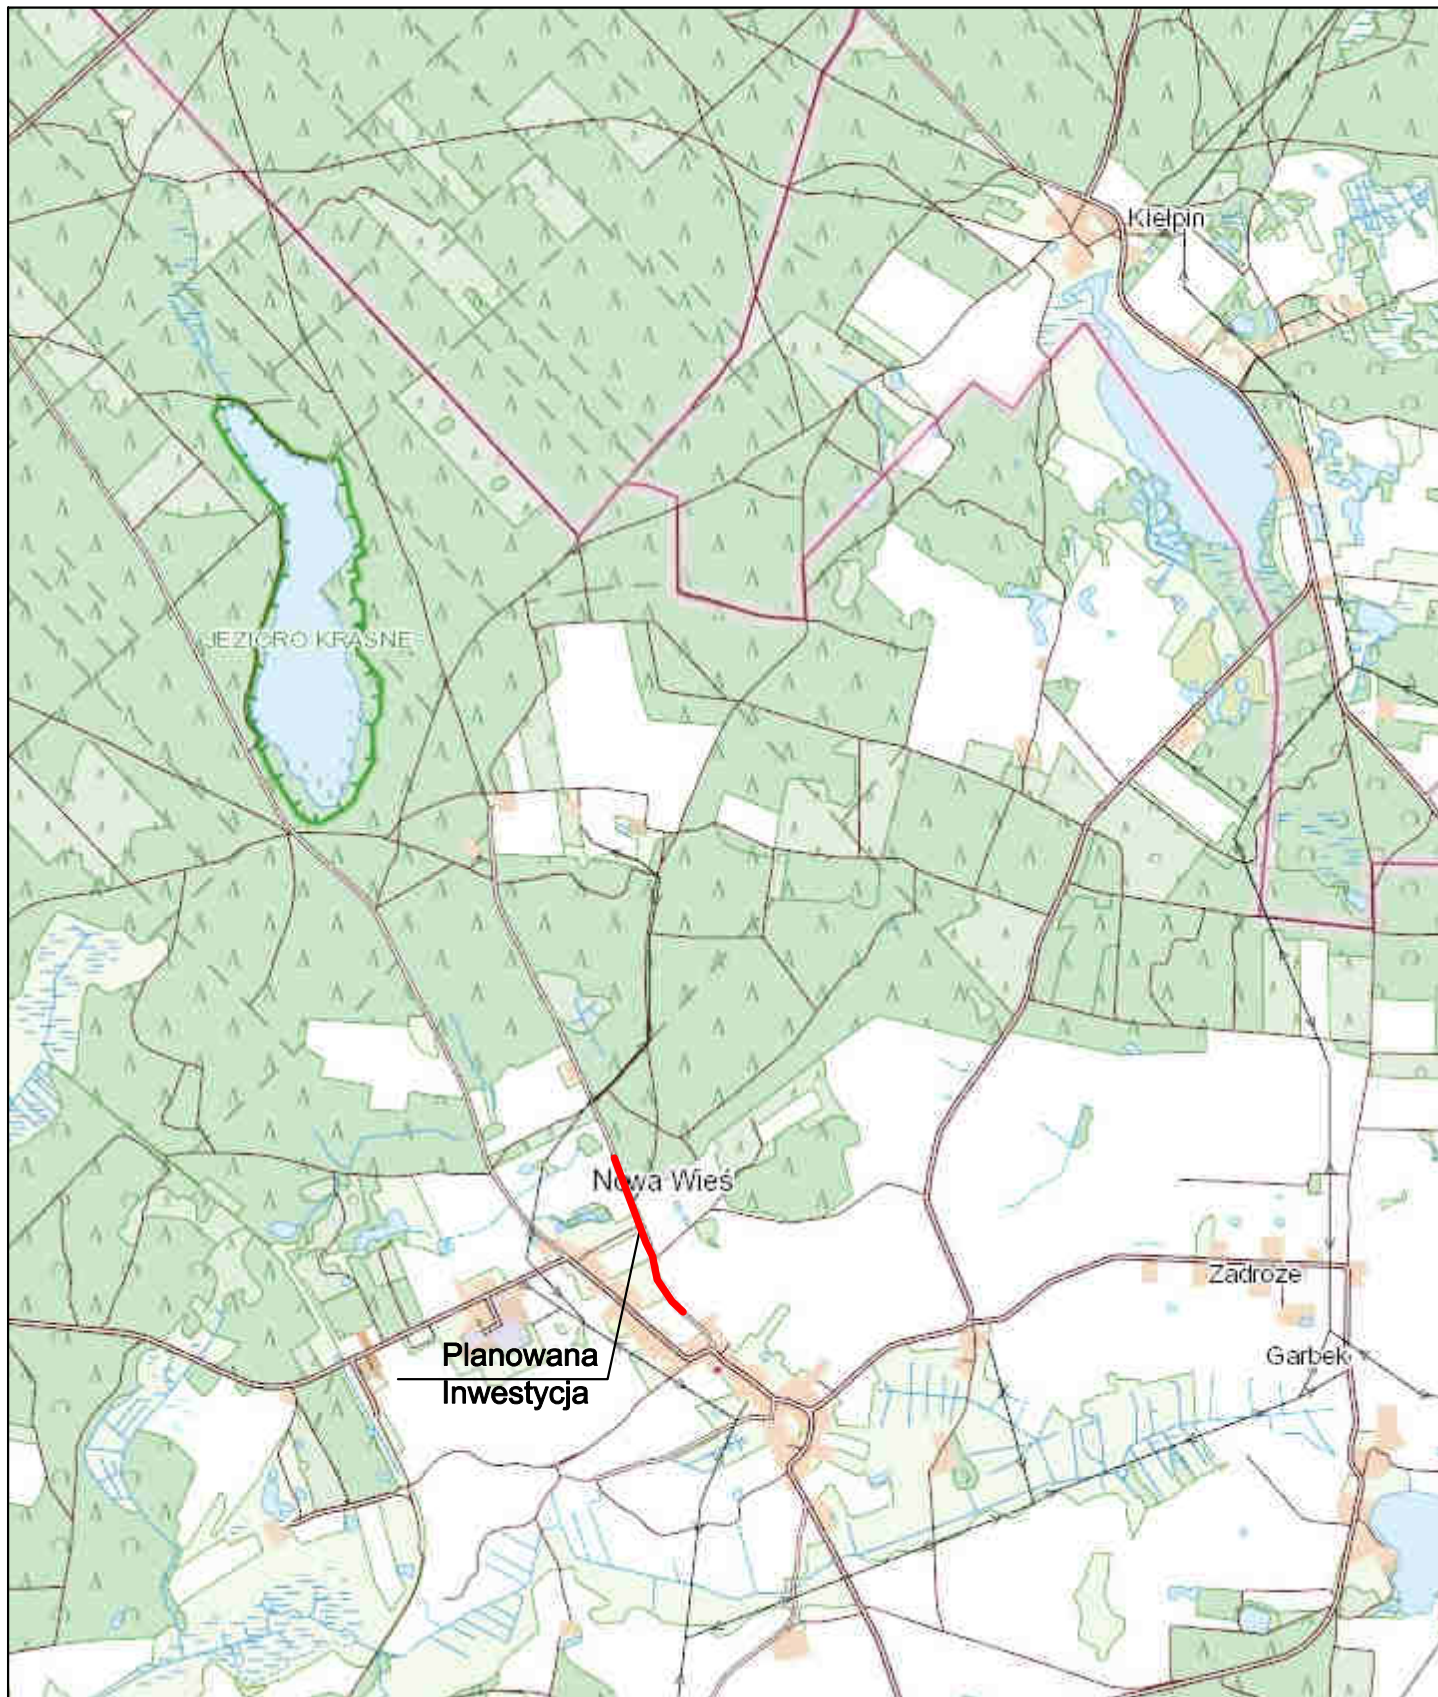 Kiełpin
JEZIORO KRASNE
Nowa Wieś
Zadroże
Garbek
Planowana
Inwestycja